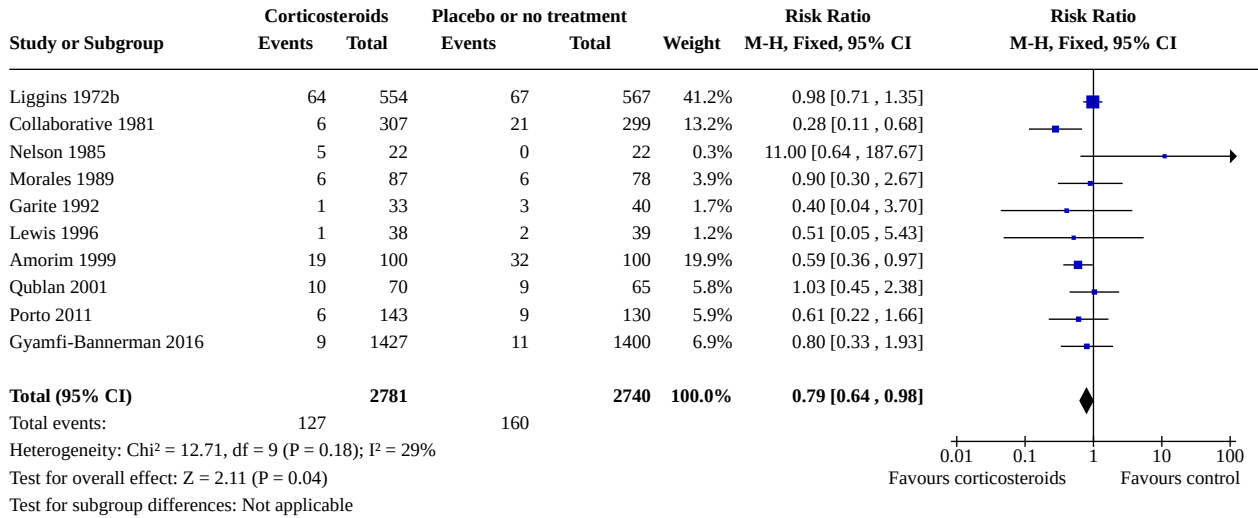 Corticosteroids Placebo or no treatment Risk Ratio Risk Ratio
Study or Subgroup Events Total Events Total Weight M-H, Fixed, 95% CI M-H, Fixed, 95% CI
Liggins 1972b 64 554 67 567 41.2% 0.98 [0.71 , 1.35]
Collaborative 1981 6 307 21 299 13.2% 0.28 [0.11 , 0.68]
Nelson 1985 5 22 0 22 0.3% 11.00 [0.64 , 187.67]
Morales 1989 6 87 6 78 3.9% 0.90 [0.30 , 2.67]
Garite 1992 1 33 3 40 1.7% 0.40 [0.04 , 3.70]
Lewis 1996 1 38 2 39 1.2% 0.51 [0.05 , 5.43]
Amorim 1999 19 100 32 100 19.9% 0.59 [0.36 , 0.97]
Qublan 2001 10 70 9 65 5.8% 1.03 [0.45 , 2.38]
Porto 2011 6 143 9 130 5.9% 0.61 [0.22 , 1.66]
Gyamfi-Bannerman 2016 9 1427 11 1400 6.9% 0.80 [0.33 , 1.93]
Total (95% CI) 2781 2740 100.0% 0.79 [0.64 , 0.98]
Total events: 127 160
Heterogeneity: Chi² = 12.71, df = 9 (P = 0.18); I² = 29%
0.01 0.1 1 10 100
Test for overall effect: Z = 2.11 (P = 0.04) Favours corticosteroids Favours control
Test for subgroup differences: Not applicable